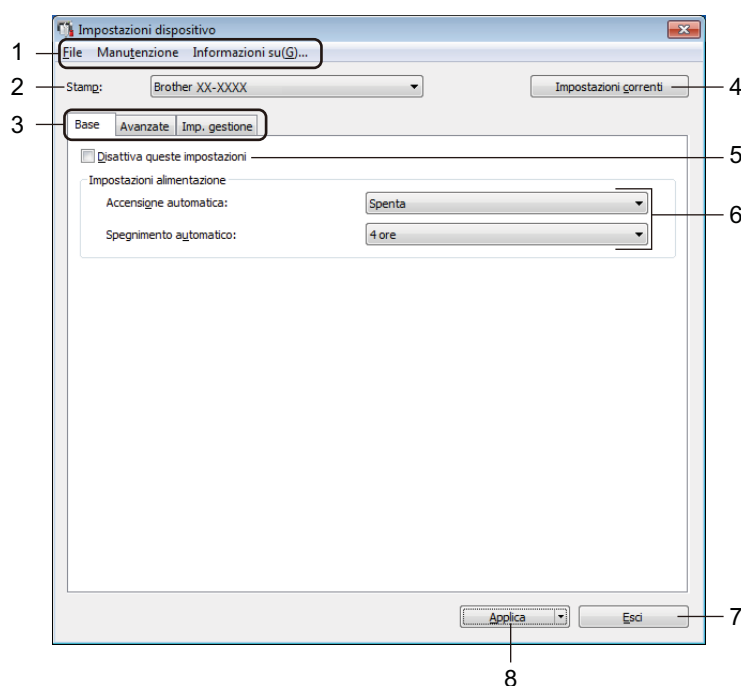 Impostazioni dispositivo
1
File Manutenzione Informazioni su(G)...
2
Stamp:
Brother XX-XXXX
Impostazioni correnti
4
3
Base Avanzate Imp. gestione
Disattiva queste impostazioni
5
Impostazioni alimentazione
Accensione automatica:
Spenta
6
Spegnimento automatico:
4 ore
Applica
Esci
7
8